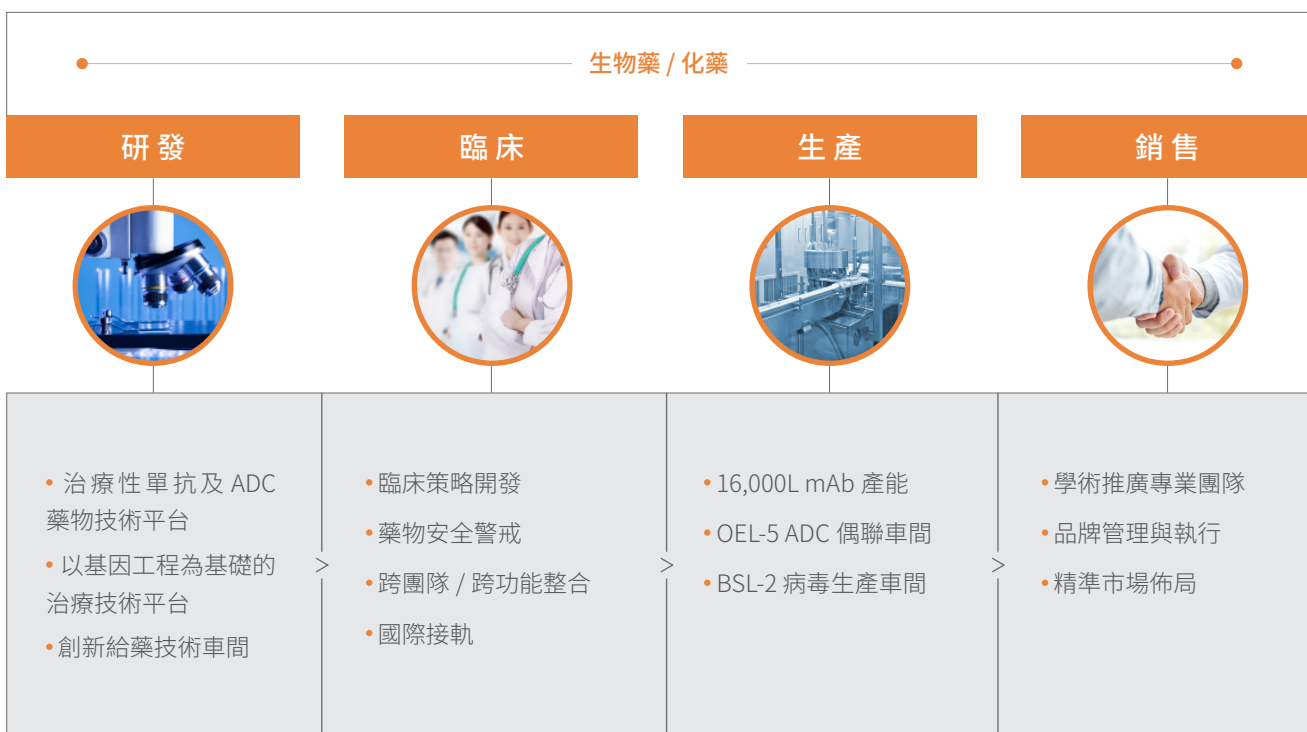 生物藥 / 化藥
研發
臨床
生產
銷售
• 治療性單抗及 ADC
藥物技術平台
• 以基因工程為基礎的
治療技術平台
• 創新給藥技術車間
>
• 臨床策略開發
• 藥物安全警戒
• 跨團隊 / 跨功能整合
• 國際接軌
>
• 16,000L mAb 產能
• OEL-5 ADC 偶聯車間
• BSL-2 病毒生產車間
>
• 學術推廣專業團隊
• 品牌管理與執行
• 精準市場佈局